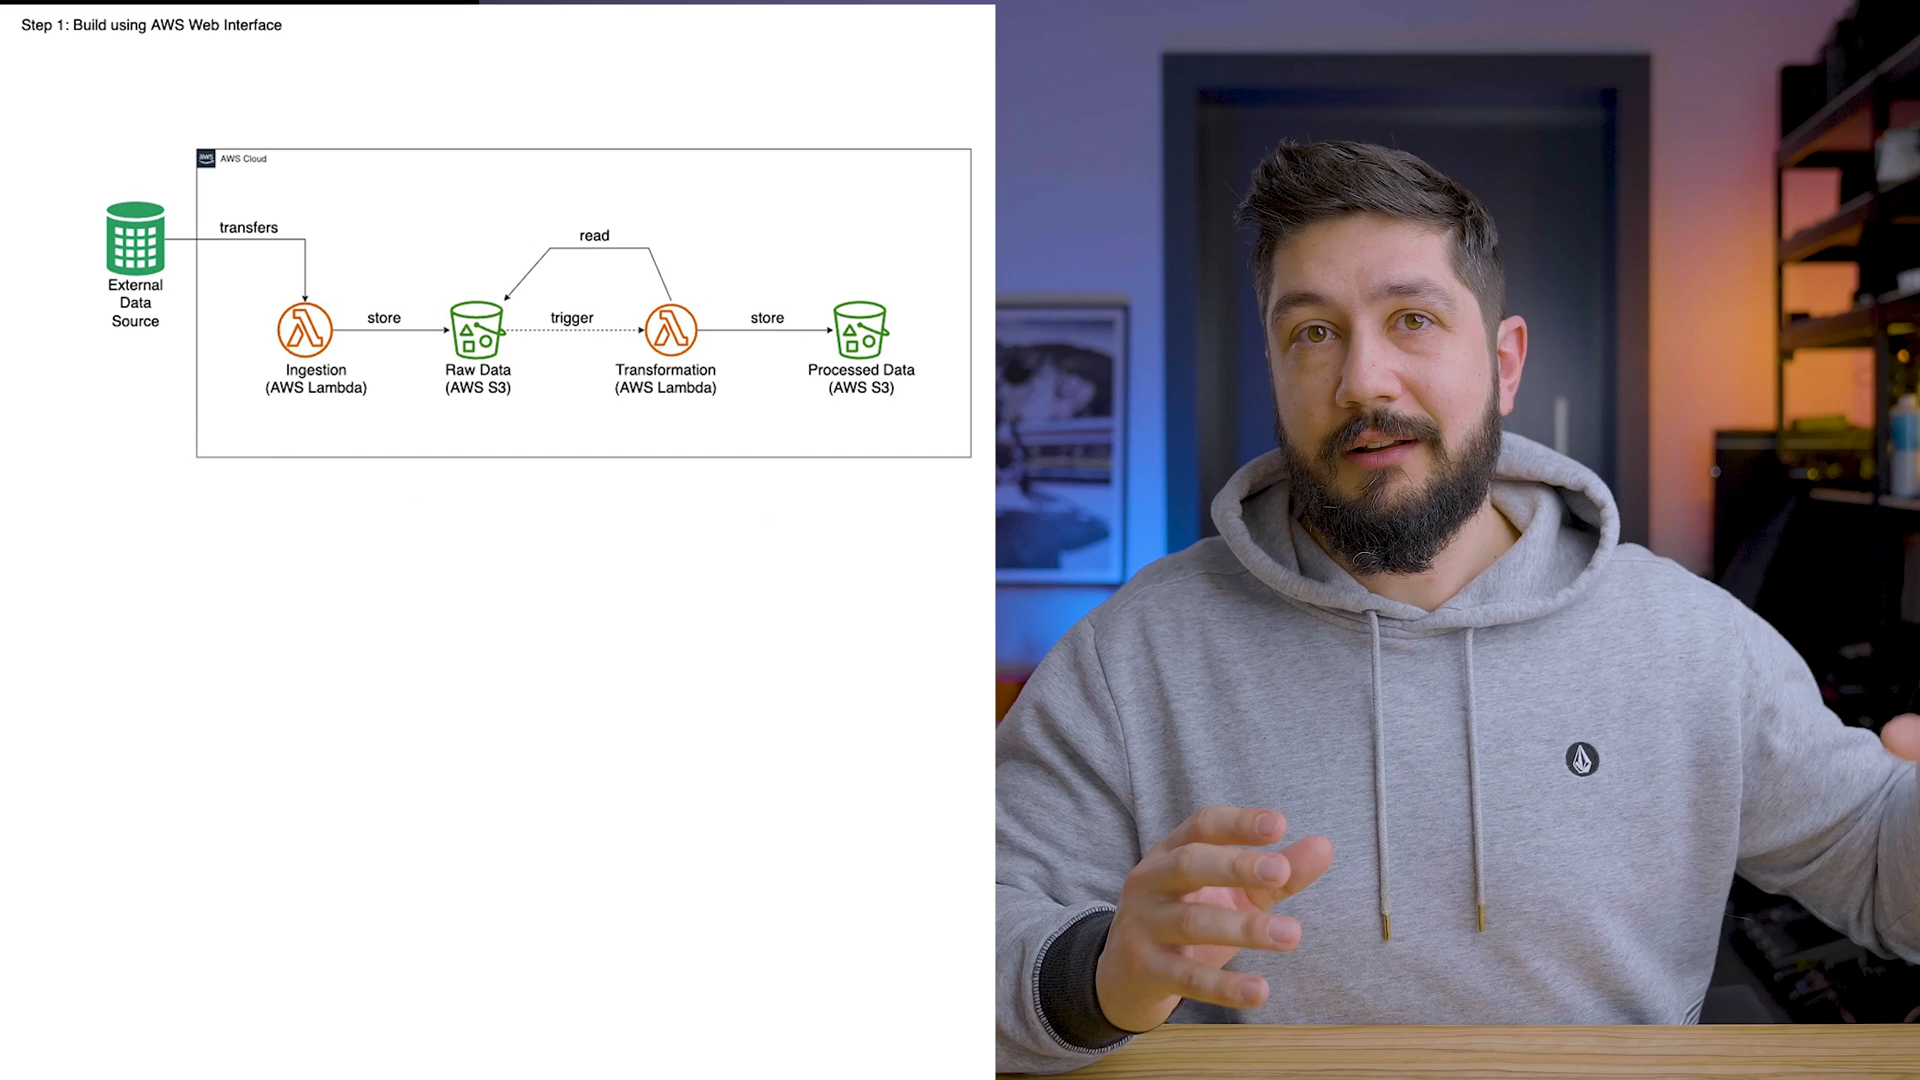 Step 1: Build using AWS Web Interface
aws
AWS Cloud
transfers
read
External
Data
Source
store
trigger
store
Ingestion
(AWS Lambda)
Raw Data
(AWS S3)
Transformation
(AWS Lambda)
Processed Data
(AWS S3)